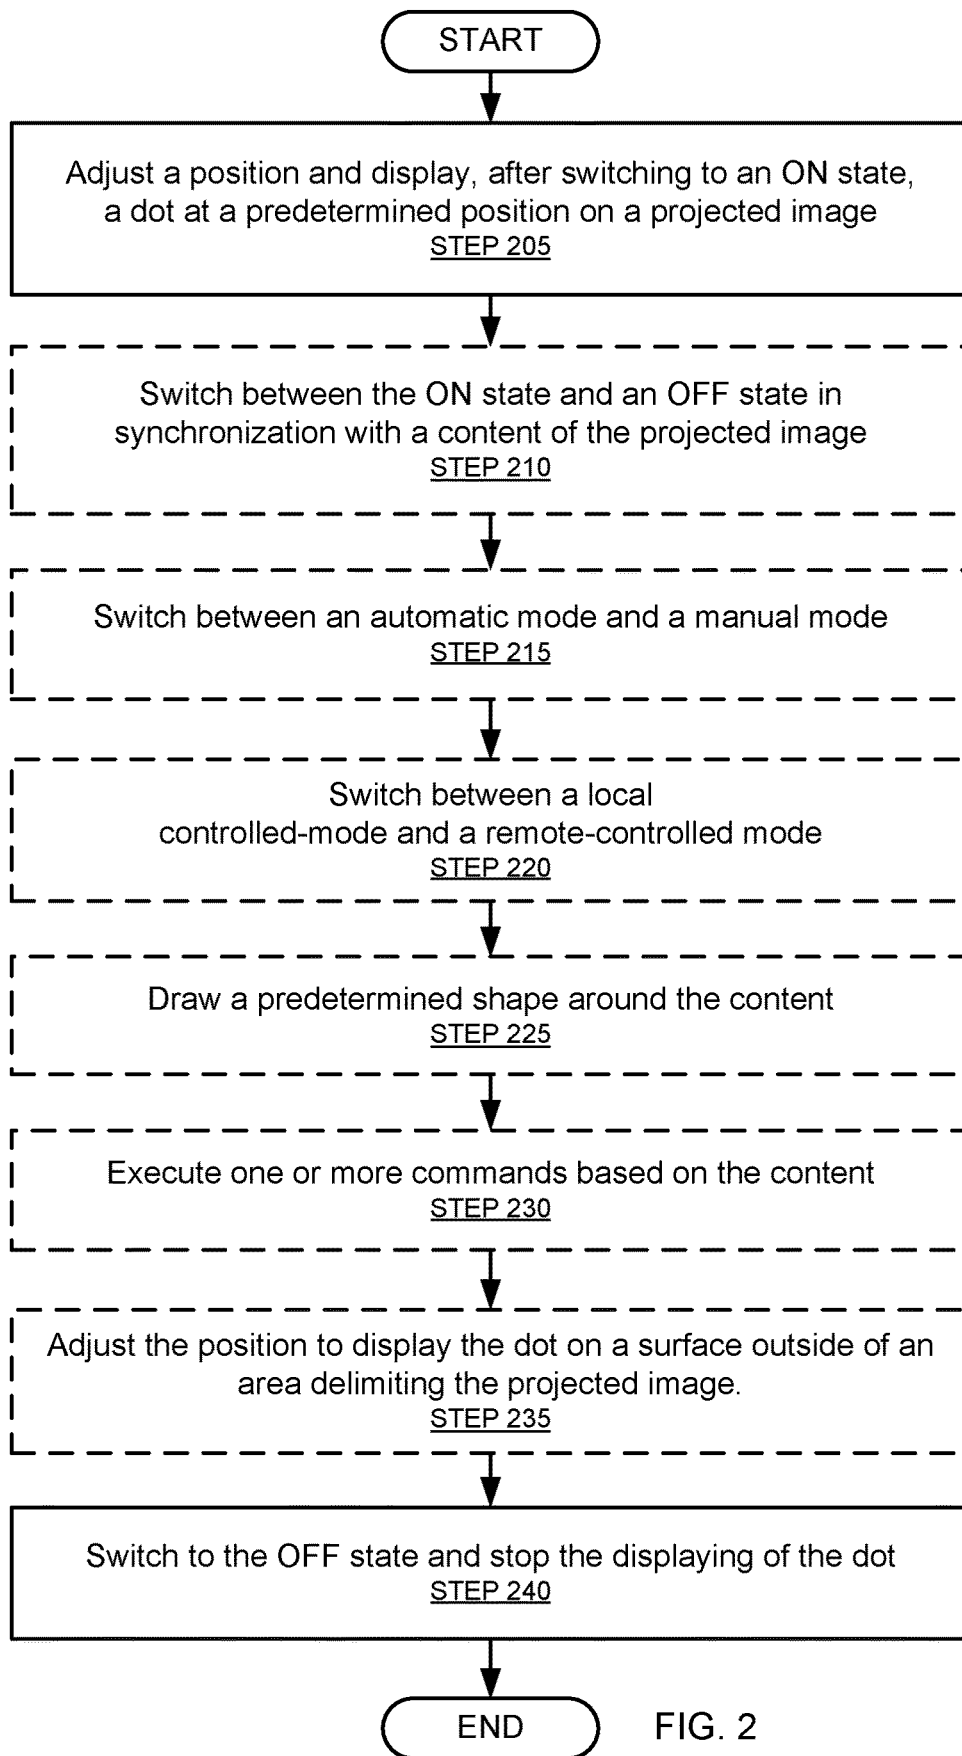 START
Adjust a position and display, after switching to an ON state,
a dot at a predetermined position on a projected image
STEP 205
Switch between the ON state and an OFF state in
synchronization with a content of the projected image
STEP 210
Switch between an automatic mode and a manual mode
STEP 215
Switch between a local
controlled-mode and a remote-controlled mode
STEP 220
Draw a predetermined shape around the content
STEP 225
Execute one or more commands based on the content
STEP 230
Adjust the position to display the dot on a surface outside of an
area delimiting the projected image.
STEP 235
Switch to the OFF state and stop the displaying of the dot
STEP 240
END
FIG. 2